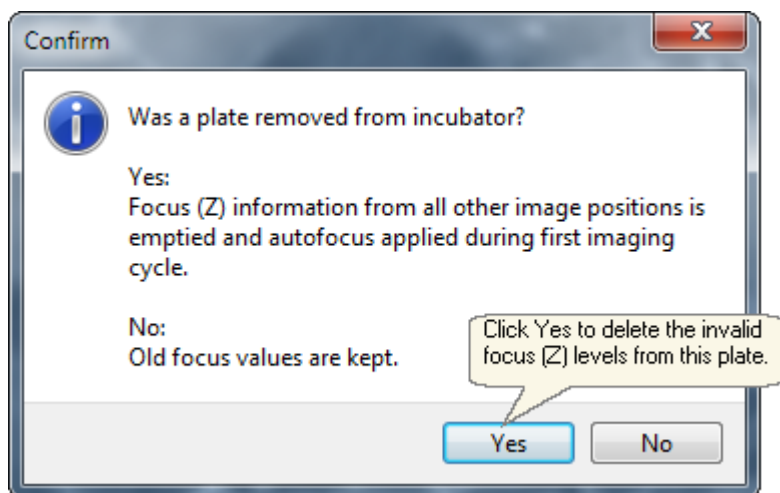 Confirm
Was a plate removed from incubator?
Yes:
Focus (Z) information from all other image positions is
emptied and autofocus applied during first imaging
cycle.
No:
Old focus values are kept.
Click Yes to delete the invalid
focus (Z) levels from this plate.
Yes
No